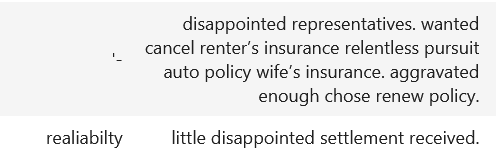 disappointed representatives. wanted
cancel renter’s insurance relentless pursuit
'-
auto policy wife’s insurance. aggravated
enough chose renew policy.
realiabilty
little disappointed settlement received.